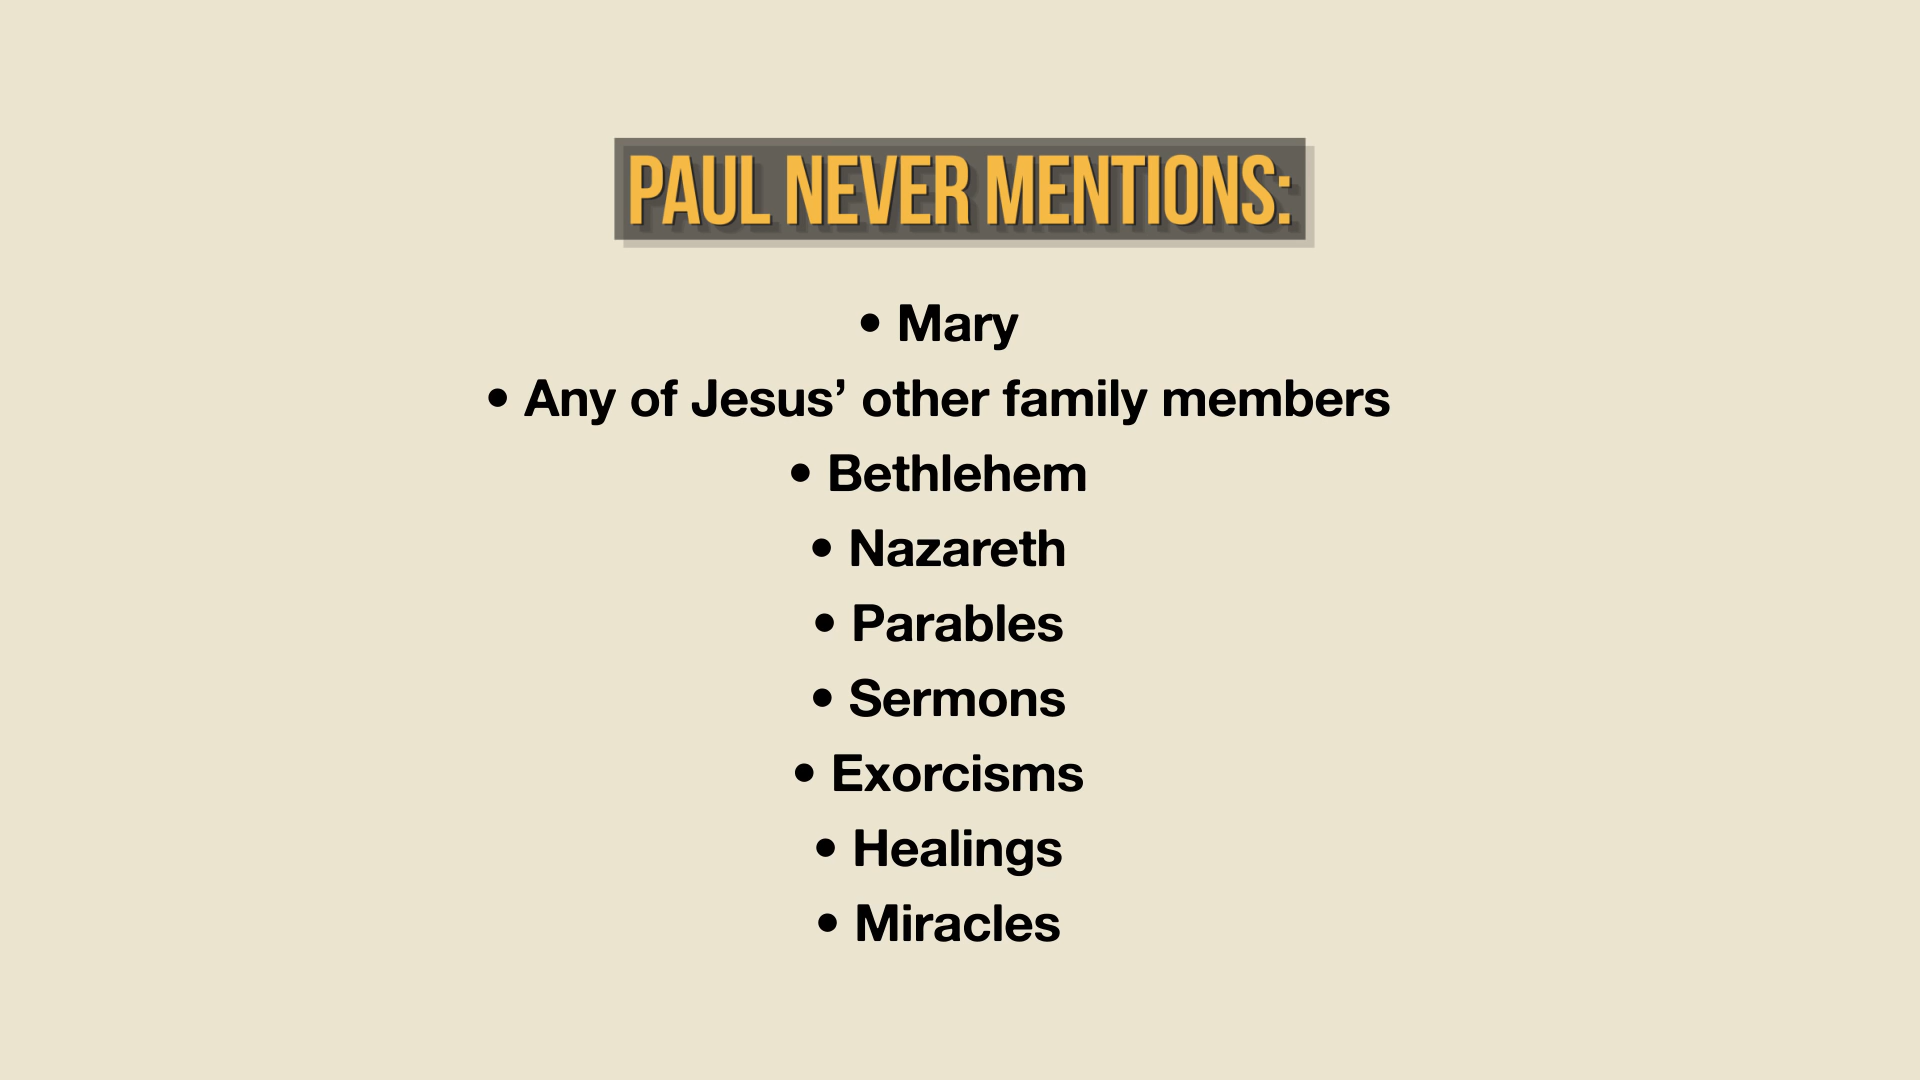 PAUL NEVER MENTIONS:
• Mary
• Any of Jesus’ other family members
• Bethlehem
• Nazareth
• Parables
• Sermons
• Exorcisms
• Healings
• Miracles